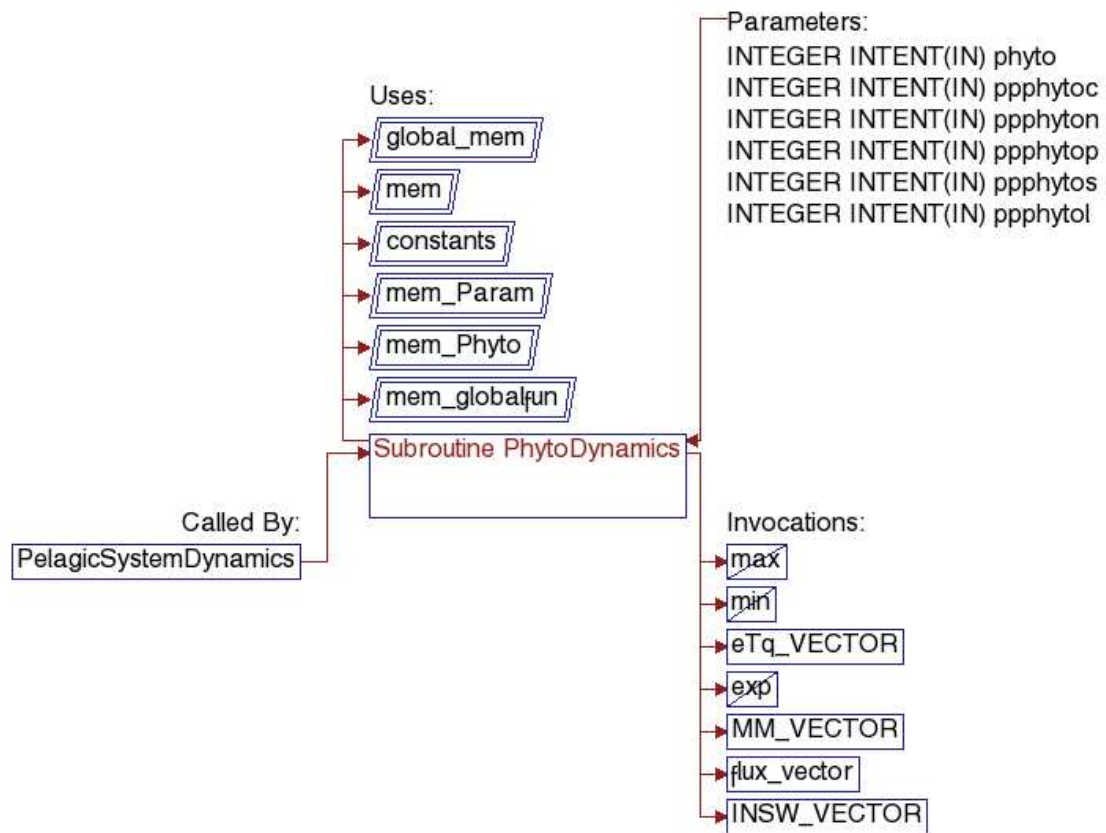 Parameters:
INTEGER INTENT(IN) phyto
INTEGER INTENT(IN) ppphytoc
INTEGER INTENT(IN) ppphyton
INTEGER INTENT(IN) ppphytop
INTEGER INTENT(IN) ppphytos
INTEGER INTENT(IN) ppphytol
Uses:
global_mem
mem
constants
mem_Param
mem_Phyto
mem_globalfun
Subroutine PhytoDynamics
Called By:
PelagicSystemDynamics
Invocations:
max
min
eTq_VECTOR
exp
MM_VECTOR
flux_vector
INSW_VECTOR